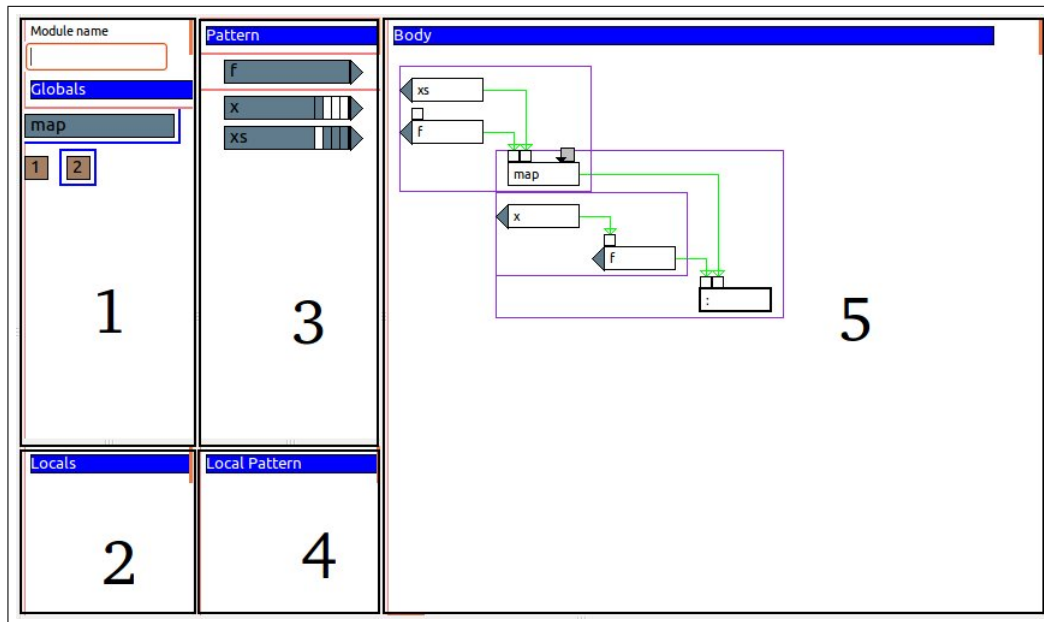 Module name
Globals
map
1 2
1
Locals
2
Pattern
f
x
xs
3
Local Pattern
4
Body
xs
f
map
x
f
:
5